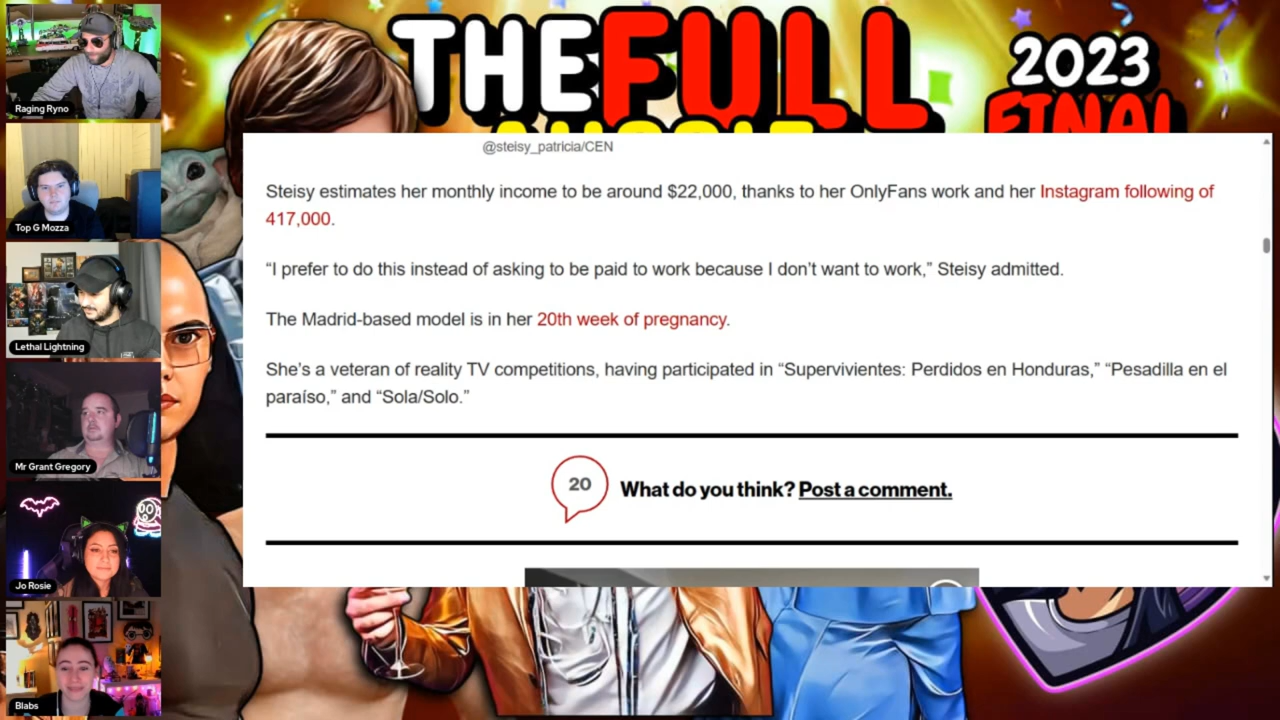 THE FULL
2023
FINAL
Raging Ryno
Top G Mozza
Lethal Lightning
Mr Grant Gregory
Jo Rosie
Blabs
@steisy_patricia/CEN
Steisy estimates her monthly income to be around $22,000, thanks to her OnlyFans work and her Instagram following of
417,000.
“I prefer to do this instead of asking to be paid to work because I don’t want to work,” Steisy admitted.
The Madrid-based model is in her 20th week of pregnancy.
She’s a veteran of reality TV competitions, having participated in “Supervivientes: Perdidos en Honduras,” “Pesadilla en el
paraíso,” and “Sola/Solo.”
20
What do you think? Post a comment.